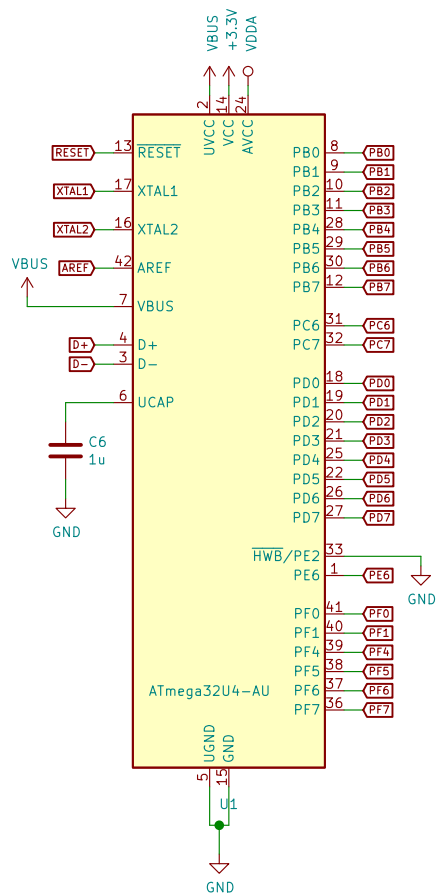 VBUS
+3.3V
VDDA
2
14
24
UVCC
VCC
AVCC
RESET 13 RESET
XTAL1 17 XTAL1
XTAL2 16 XTAL2
AREF 42 AREF
VBUS
7 VBUS
D+ 4 D+
D- 3 D-
6 UCAP
C6
1u
GND
PB0 8 PB0
PB1 9 PB1
PB2 10 PB2
PB3 11 PB3
PB4 28 PB4
PB5 29 PB5
PB6 30 PB6
PB7 12 PB7
PC6 31 PC6
PC7 32 PC7
PD0 18 PD0
PD1 19 PD1
PD2 20 PD2
PD3 21 PD3
PD4 25 PD4
PD5 22 PD5
PD6 26 PD6
PD7 27 PD7
HWB/PE2 33
PE6 1 PE6
GND
PF0 41 PF0
PF1 40 PF1
PF4 39 PF4
PF5 38 PF5
PF6 37 PF6
PF7 36 PF7
ATmega32U4-AU
UGND
GND
5
15
U1
GND